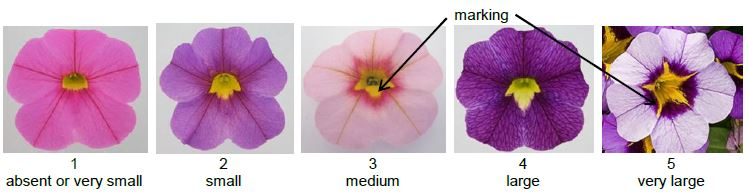 marking
1 2 3 4 5
absent or very small small medium large very large